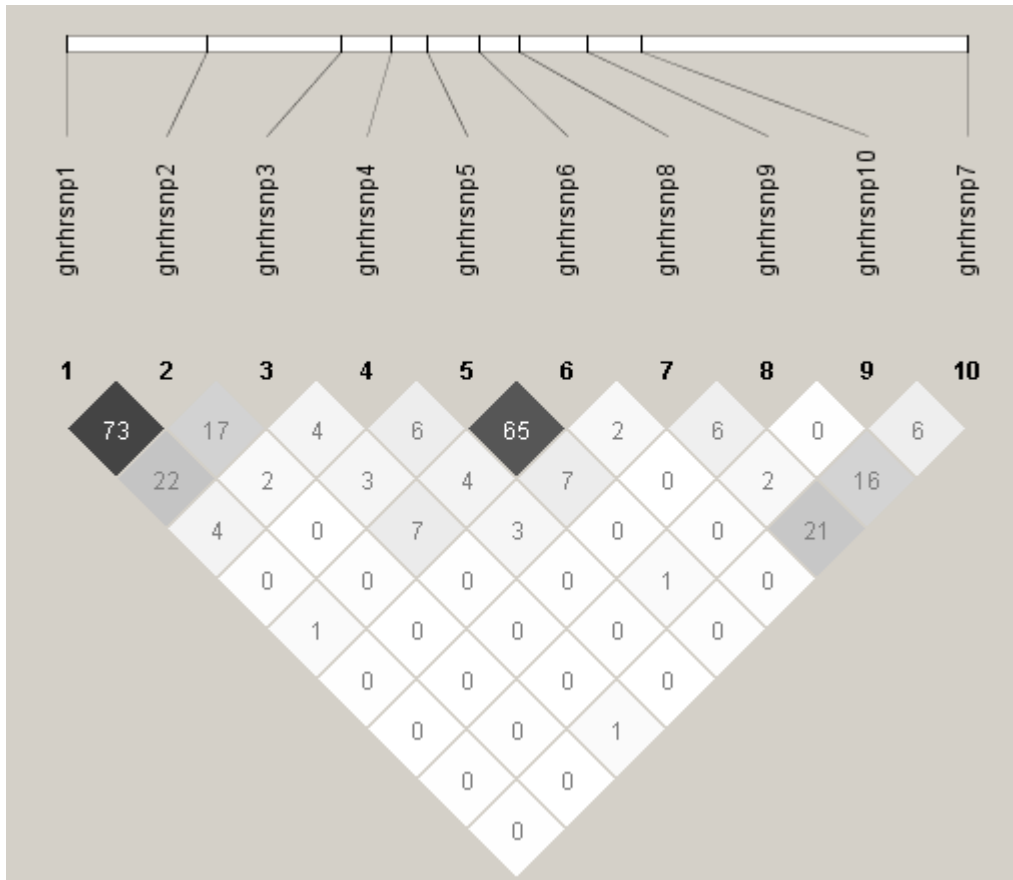 ghrhrsnp1 ghrhrsnp2 ghrhrsnp3 ghrhrsnp4 ghrhrsnp5 ghrhrsnp6 ghrhrsnp8 ghrhrsnp9 ghrhrsnp10 ghrhrsnp7
1 2 3 4 5 6 7 8 9 10
73 17 4 6 65 2 6 0 6
22 2 3 4 7 0 2 16
4 0 7 3 0 0 21
0 0 0 0 1 0
1 0 0 0 0
0 0 0 0
0 0 1
0 0
0